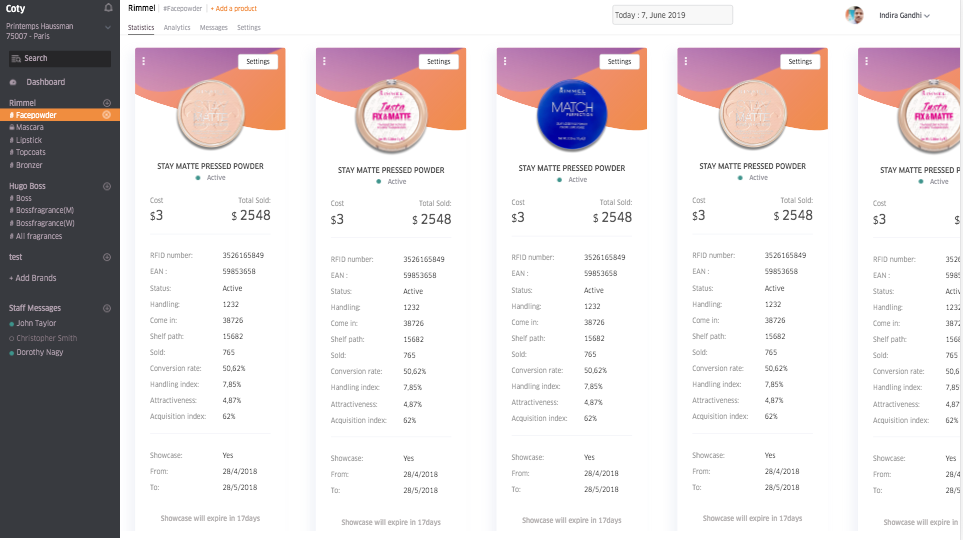 Coty
Printemps Haussman
75007 - Paris
Search
Dashboard
Rimmel
# Facepowder
Mascara
# Lipstick
# Topcoats
# Bronzer
Hugo Boss
# Boss
# Bossfragrance(M)
# Bossfragrance(W)
# All fragrances
test
+ Add Brands
Staff Messages
John Taylor
Christopher Smith
Dorothy Nagy
Rimmel #Facepowder + Add a product
Statistics Analytics Messages Settings
Today : 7, June 2019
Indira Gandhi
Settings
STAY MATTE PRESSED POWDER
Active
Cost Total Sold:
$3 $ 2548
RFID number: 3526165849
EAN : 59853658
Status: Active
Handling: 1232
Come in: 38726
Shelf path: 15682
Sold: 765
Conversion rate: 50,62%
Handling index: 7,85%
Attractiveness: 4,87%
Acquisition index: 62%
Showcase: Yes
From: 28/4/2018
To: 28/5/2018
Showcase will expire in 17days
Settings
RIMMEL
Insta
FIX&MATTE
STAY MATTE PRESSED POWDER
Active
Cost Total Sold:
$3 $ 2548
RFID number: 3526165849
EAN : 59853658
Status: Active
Handling: 1232
Come in: 38726
Shelf path: 15682
Sold: 765
Conversion rate: 50,62%
Handling index: 7,85%
Attractiveness: 4,87%
Acquisition index: 62%
Showcase: Yes
From: 28/4/2018
To: 28/5/2018
Showcase will expire in 17days
Settings
RIMMEL
MATCH
PERFECTION
STAY MATTE PRESSED POWDER
Active
Cost Total Sold:
$3 $ 2548
RFID number: 3526165849
EAN : 59853658
Status: Active
Handling: 1232
Come in: 38726
Shelf path: 15682
Sold: 765
Conversion rate: 50,62%
Handling index: 7,85%
Attractiveness: 4,87%
Acquisition index: 62%
Showcase: Yes
From: 28/4/2018
To: 28/5/2018
Showcase will expire in 17days
Settings
STAY MATTE PRESSED POWDER
Active
Cost Total Sold:
$3 $ 2548
RFID number: 3526165849
EAN : 59853658
Status: Active
Handling: 1232
Come in: 38726
Shelf path: 15682
Sold: 765
Conversion rate: 50,62%
Handling index: 7,85%
Attractiveness: 4,87%
Acquisition index: 62%
Showcase: Yes
From: 28/4/2018
To: 28/5/2018
Showcase will expire in 17days
RIMMEL
Insta
FIX&MATTE
STAY MATTE PRESSED
Active
Cost
$3
RFID number: 3526
EAN : 5985
Status: Active
Handling: 1232
Come in: 3872
Shelf path: 1568
Sold: 765
Conversion rate: 50,6
Handling index: 7,85
Attractiveness: 4,87
Acquisition index: 62%
Showcase: Yes
From: 28/4/
To: 28/5/
Showcase will expire in